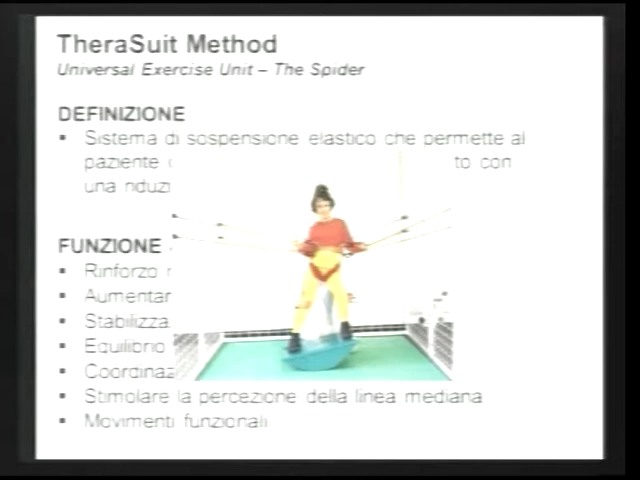 TheraSuit Method
Universal Exercise Unit – The Spider
DEFINIZIONE
▪ Sistema di sospensione elastico che permette al
paziente to con
una riduzi
FUNZIONE
▪ Rinforzo
▪ Aumentar
▪ Stabilizza
▪ Equilibrio
▪ Coordinaz
▪ Stimolare la percezione della linea mediana
▪ Movimenti funzionali